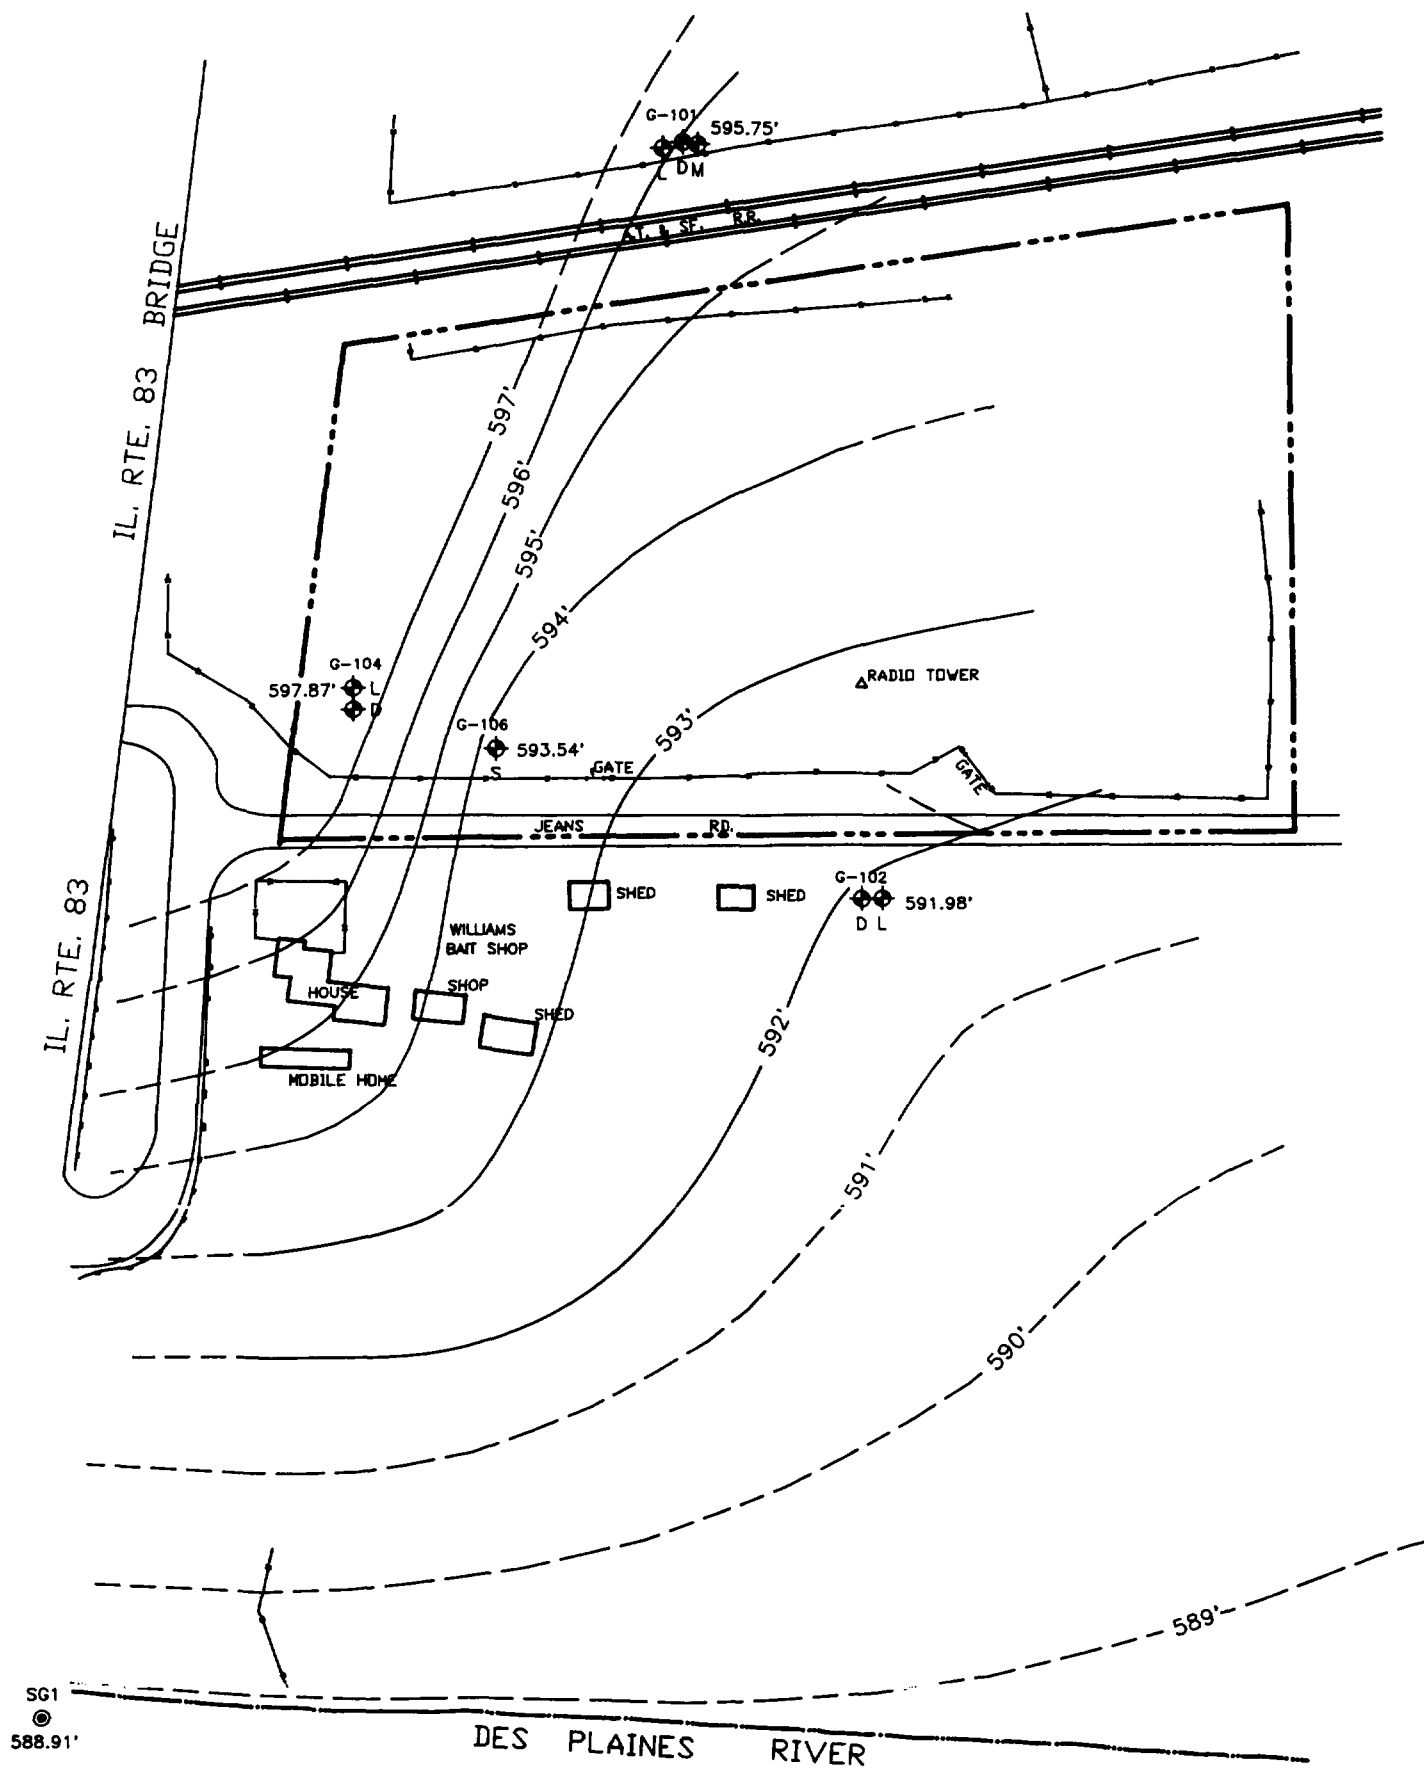 G-101
595.75'
L
D M
A.T. & SF. R.R.
IL. RTE. 83 BRIDGE
597'
596'
595'
594'
G-104
597.87'
L
D
RADIO TOWER
G-106
593.54'
S
593'
GATE
GATE
JEANS RD.
IL. RTE. 83
G-102
591.98'
D L
SHED
SHED
WILLIAMS
BAIT SHOP
SHOP
HOUSE
SHED
MOBILE HOME
592'
591'
590'
589'
SG1
588.91'
DES PLAINES RIVER